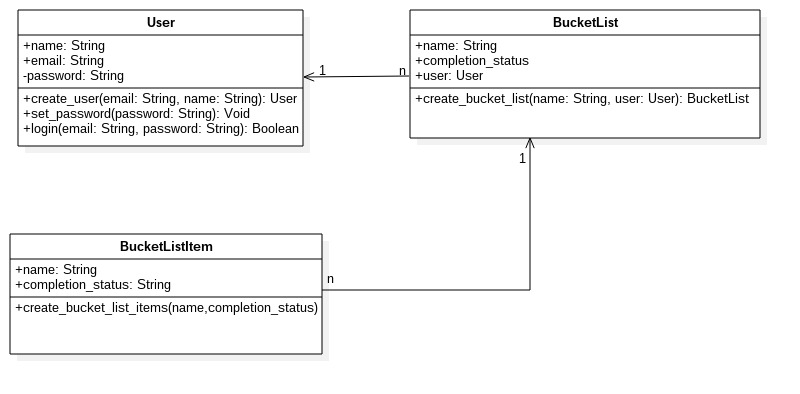 User
+name: String
+email: String
-password: String
+create_user(email: String, name: String): User
+set_password(password: String): Void
+login(email: String, password: String): Boolean
1
n
BucketList
+name: String
+completion_status
+user: User
+create_bucket_list(name: String, user: User): BucketList
1
BucketListItem
+name: String
+completion_status: String
+create_bucket_list_items(name,completion_status)
n